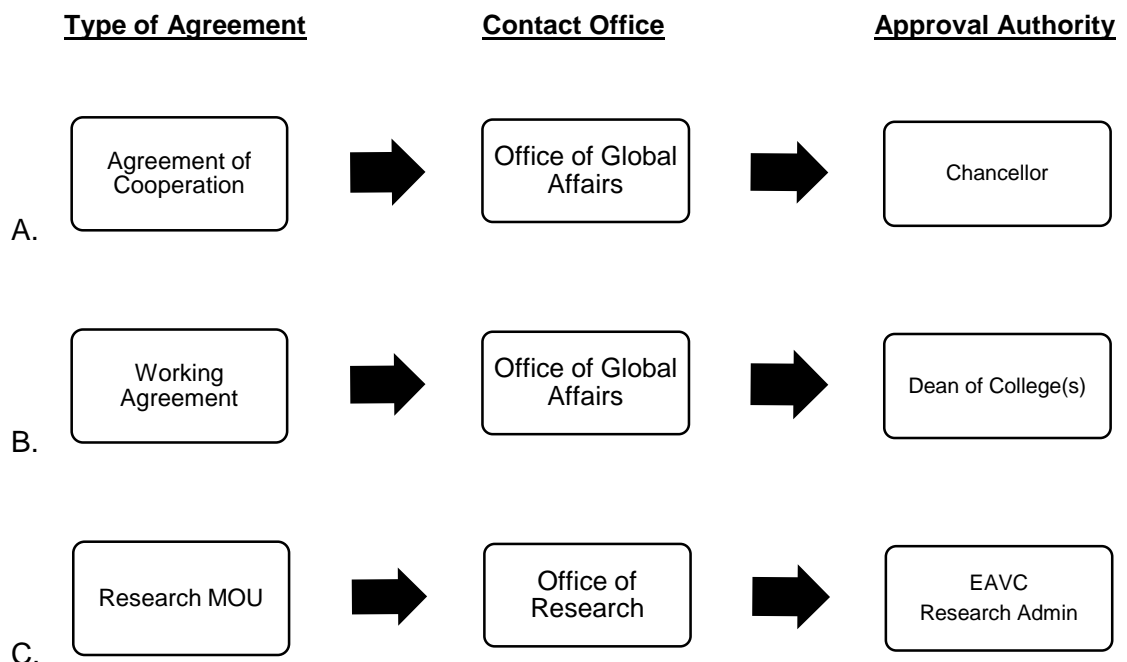 Type of Agreement
Contact Office
Approval Authority
Agreement of
Cooperation
Office of Global
Affairs
Chancellor
A.
Working
Agreement
Office of Global
Affairs
Dean of College(s)
B.
Research MOU
Office of
Research
EAVC
Research Admin
C.